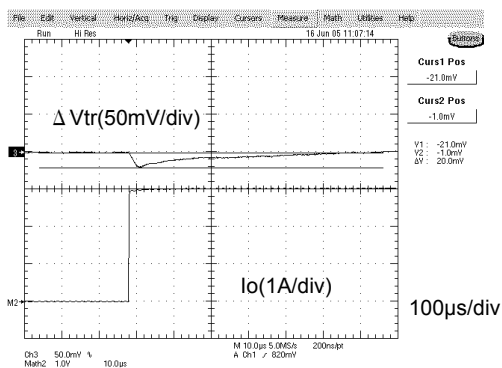 File Edit Vertical Horiz/Acq Trig Display Cursors Measure Math Utilities Help
Run Hi Res 16 Jun 05 11:07:14
Buttons
Curs1 Pos
-21.0mV
Curs2 Pos
-1.0mV
V1: -21.0mV
V2: -1.0mV
ΔV: 20.0mV
Δ Vtr(50mV/div)
3
Io(1A/div)
M2
100µs/div
M 10.0µs 5.0MS/s 200ns/pt
A Ch1 / 820mV
Ch3 50.0mV
Math2 1.0V 10.0µs